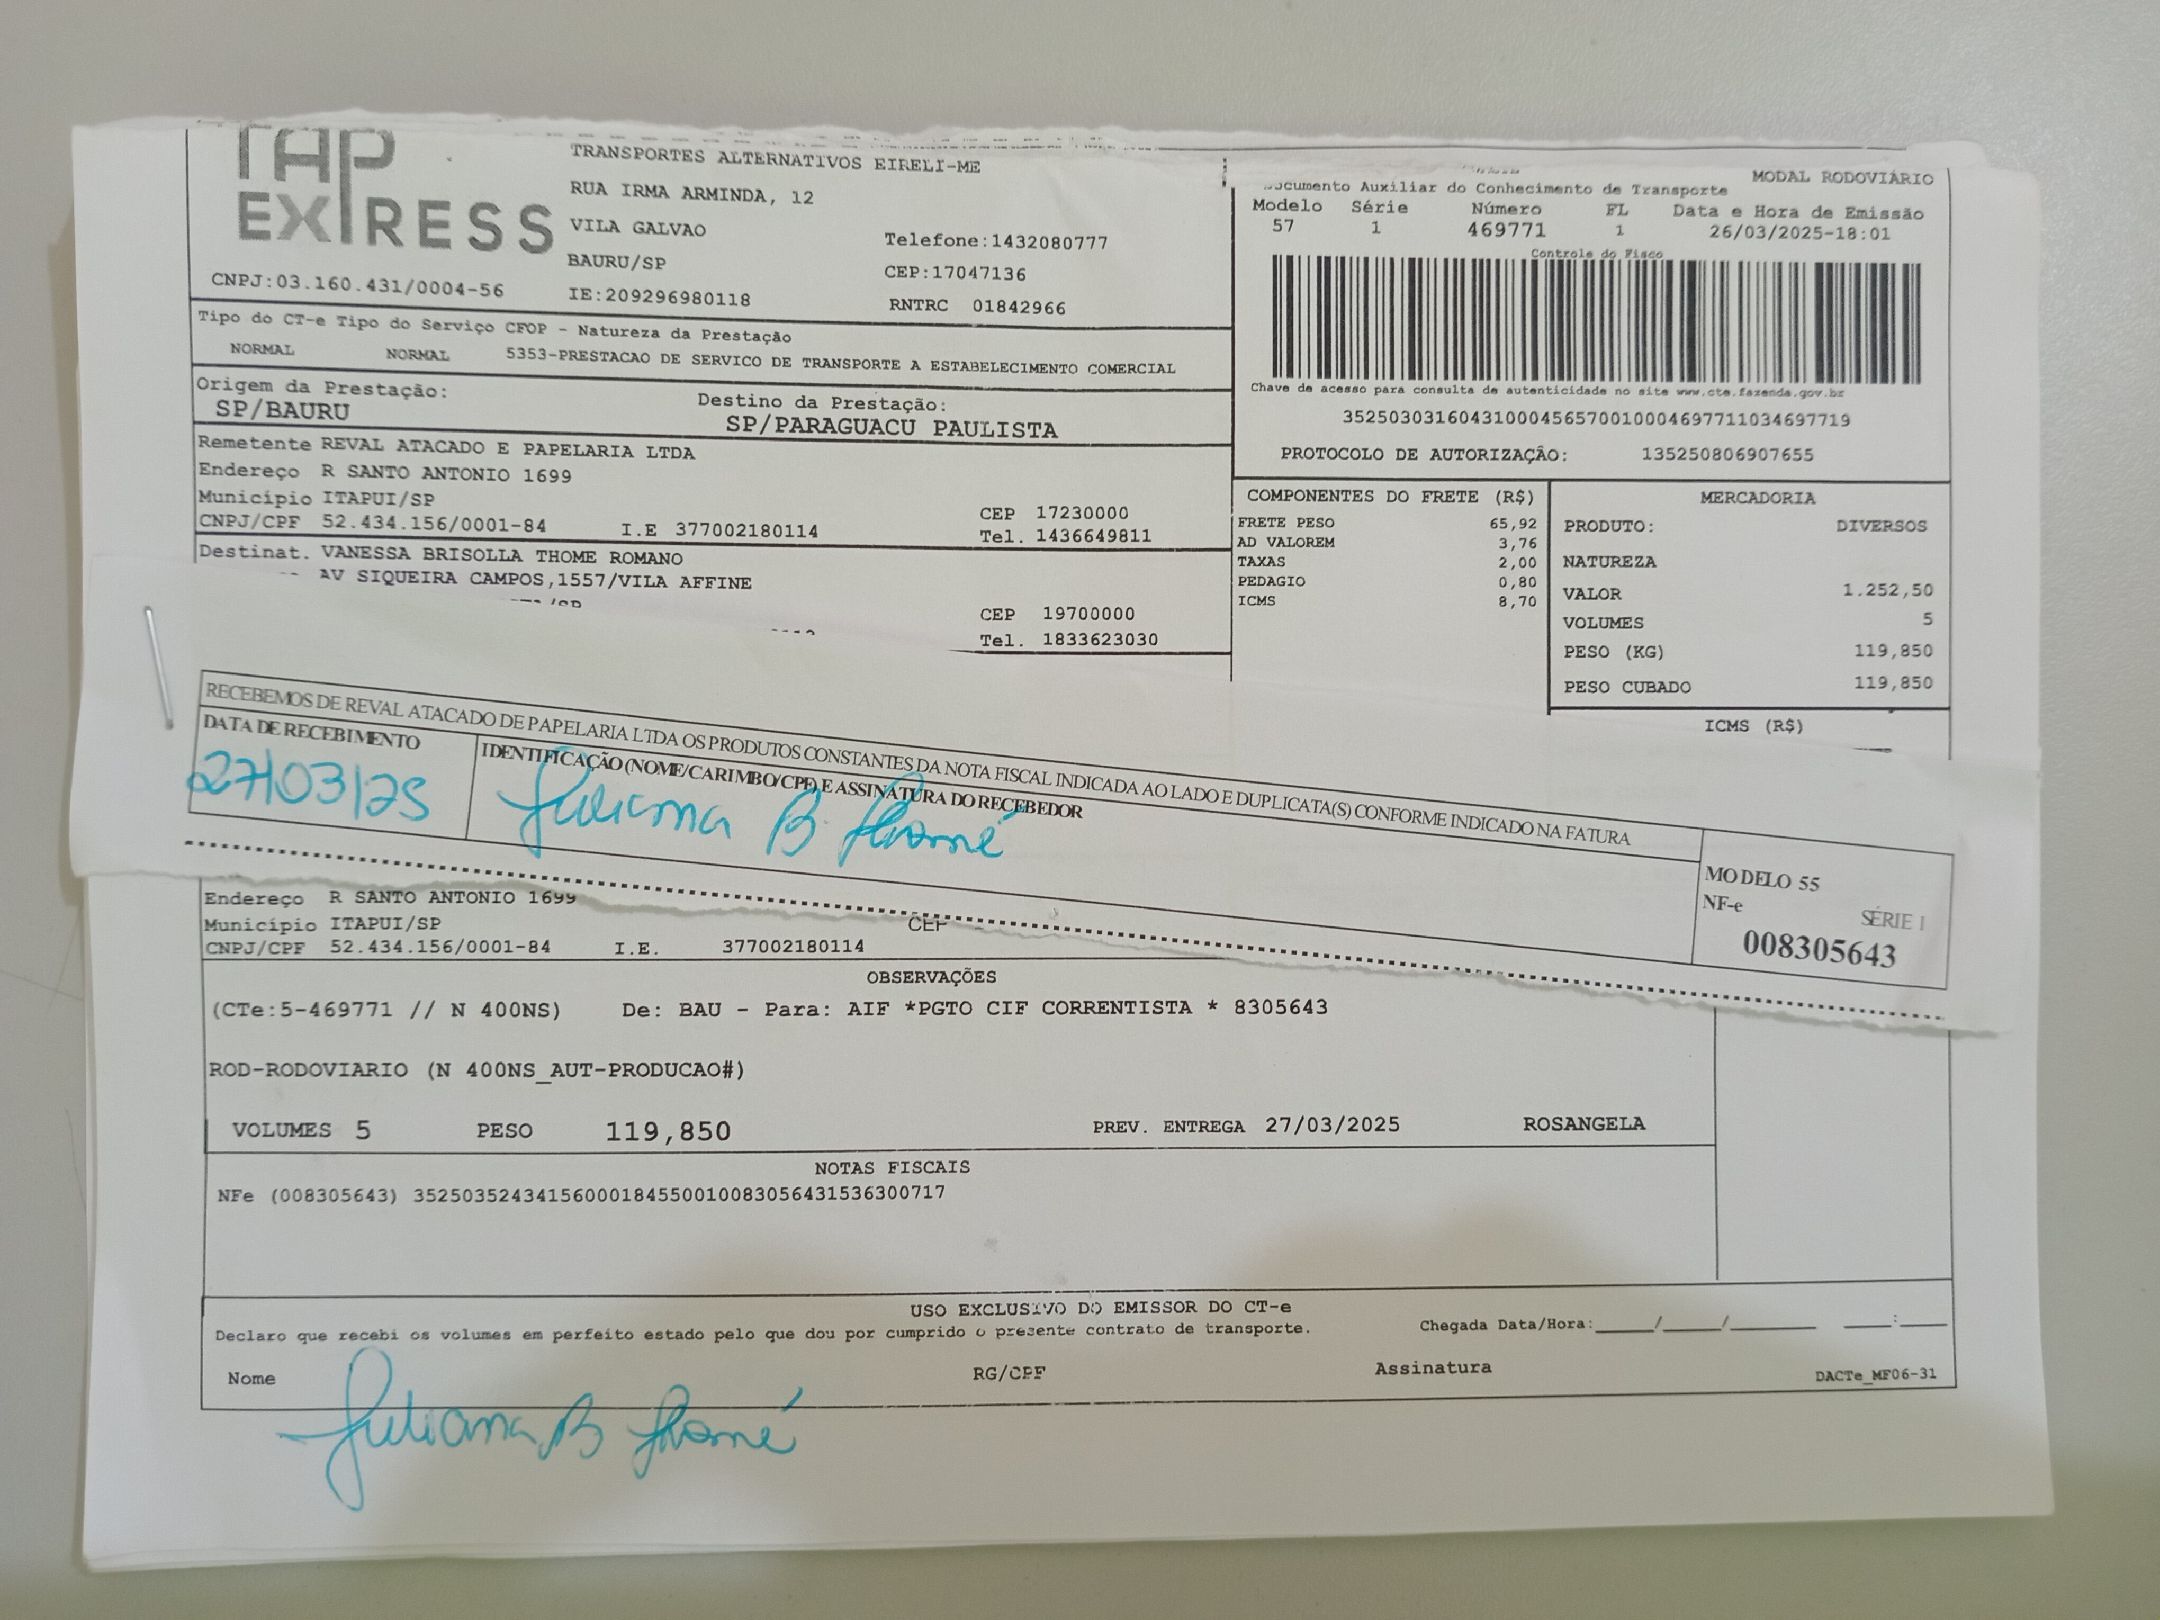 TAP
EXPRESS
CNPJ:03.160.431/0004-56
TRANSPORTES ALTERNATIVOS EIRELI-ME
RUA IRMA ARMINDA, 12
VILA GALVAO
BAURU/SP
IE:209296980118
Telefone:1432080777
CEP:17047136
RNTRC 01842966
MODAL RODOVIÁRIO
Auxiliar do Conhecimento de Transporte
Modelo Série Número FL Data e Hora de Emissão
57 1 469771 1 26/03/2025-18:01
Controle do Fisco
Chave de acesso para consulta de autenticidade no site www.cte.fazenda.gov.br
35250303160431000456570010004697711034697719
PROTOCOLO DE AUTORIZAÇÃO: 135250806907655
Tipo do CT-e Tipo do Serviço CFOP - Natureza da Prestação
NORMAL NORMAL 5353-PRESTACAO DE SERVICO DE TRANSPORTE A ESTABELECIMENTO COMERCIAL
Origem da Prestação: Destino da Prestação:
SP/BAURU SP/PARAGUACU PAULISTA
Remetente REVAL ATACADO E PAPELARIA LTDA
Endereço R SANTO ANTONIO 1699
Município ITAPUI/SP CEP 17230000
CNPJ/CPF 52.434.156/0001-84 I.E 377002180114 Tel. 1436649811
Destinat. VANESSA BRISOLLA THOME ROMANO
AV SIQUEIRA CAMPOS,1557/VILA AFFINE
CEP 19700000
Tel. 1833623030
COMPONENTES DO FRETE (R$)
FRETE PESO 65,92
AD VALOREM 3,76
TAXAS 2,00
PEDAGIO 0,80
ICMS 8,70
MERCADORIA
PRODUTO: DIVERSOS
NATUREZA
VALOR 1.252,50
VOLUMES 5
PESO (KG) 119,850
PESO CUBADO 119,850
ICMS (R$)
RECEBEMOS DE REVAL ATACADO DE PAPELARIA LTDA OS PRODUTOS CONSTANTES DA NOTA FISCAL INDICADA AO LADO E DUPLICATA(S) CONFORME INDICADO NA FATURA
DATA DE RECEBIMENTO IDENTIFICAÇÃO (NOME/CARIMBO/CPF) E ASSINATURA DO RECEBEDOR
27/03/25 Juliana B Thomé
MODELO 55
NF-e SÉRIE 1
008305643
Endereço R SANTO ANTONIO 1699
Município ITAPUI/SP CEP
CNPJ/CPF 52.434.156/0001-84 I.E. 377002180114
OBSERVAÇÕES
(CTe:5-469771 // N 400NS) De: BAU - Para: AIF *PGTO CIF CORRENTISTA * 8305643
ROD-RODOVIARIO (N 400NS_AUT-PRODUCAO#)
VOLUMES 5 PESO 119,850 PREV. ENTREGA 27/03/2025 ROSANGELA
NOTAS FISCAIS
NFe (008305643) 35250352434156000184550010083056431536300717
USO EXCLUSIVO DO EMISSOR DO CT-e
Declaro que recebi os volumes em perfeito estado pelo que dou por cumprido o presente contrato de transporte. Chegada Data/Hora:____/____/______ ___:___
Nome RG/CPF Assinatura DACTe_MF06-31
Juliana B Thomé